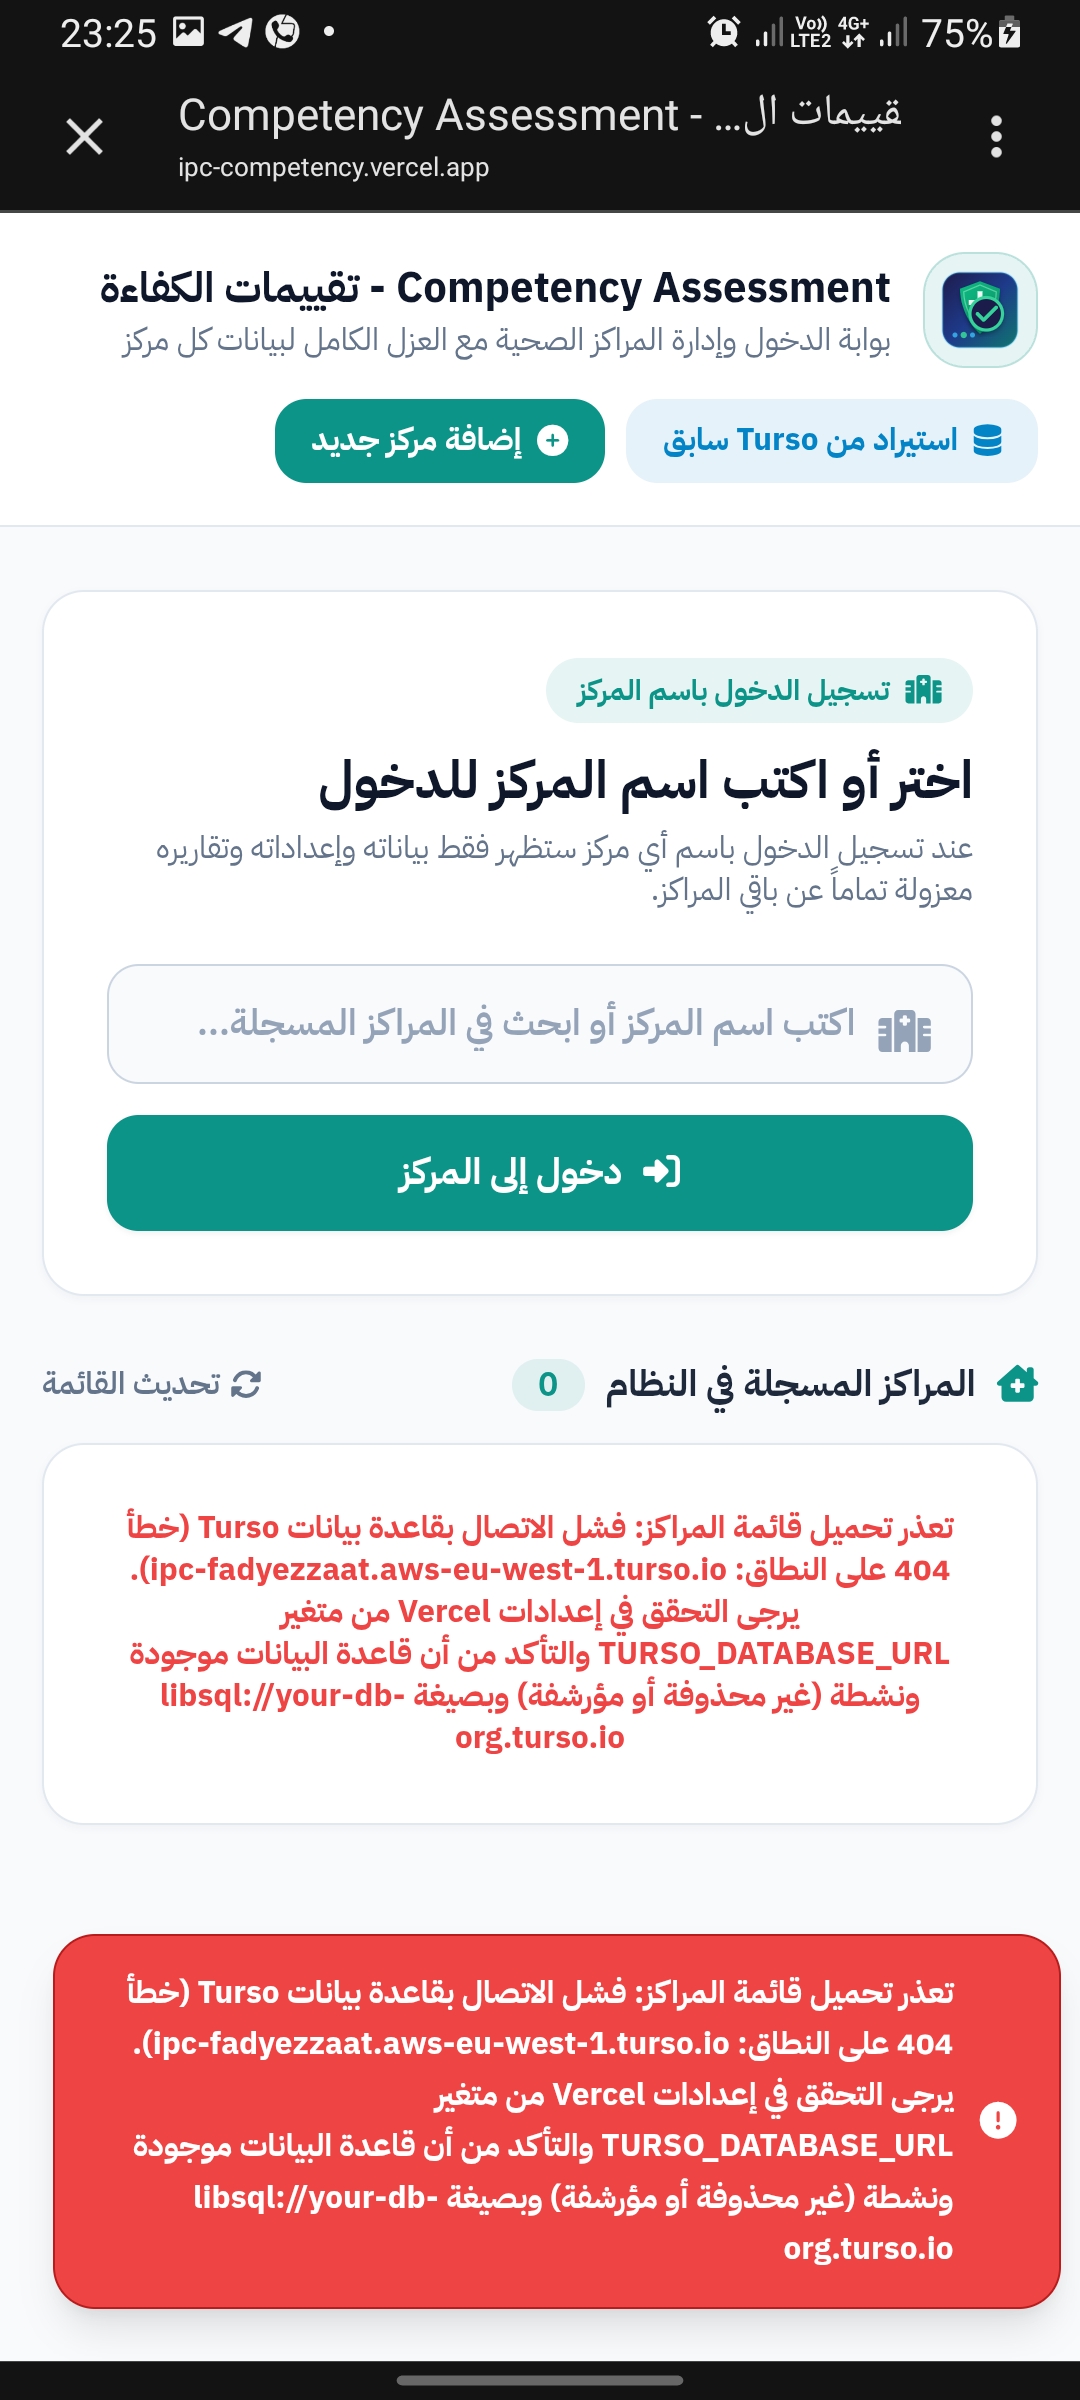 23:25
Vo)) LTE2 4G+ 75%
Competency Assessment - ...قييمات ال
ipc-competency.vercel.app
Competency Assessment - تقييمات الكفاءة
بوابة الدخول وإدارة المراكز الصحية مع العزل الكامل لبيانات كل مركز
استيراد من Turso سابق
إضافة مركز جديد
تسجيل الدخول باسم المركز
اختر أو اكتب اسم المركز للدخول
عند تسجيل الدخول باسم أي مركز ستظهر فقط بياناته وإعداداته وتقاريره
معزولة تماماً عن باقي المراكز.
اكتب اسم المركز أو ابحث في المراكز المسجلة...
دخول إلى المركز
المراكز المسجلة في النظام 0
تحديث القائمة
تعذر تحميل قائمة المراكز: فشل الاتصال بقاعدة بيانات Turso (خطأ
404 على النطاق: ipc-fadyezzaat.aws-eu-west-1.turso.io).
يرجى التحقق في إعدادات Vercel من متغير
TURSO_DATABASE_URL والتأكد من أن قاعدة البيانات موجودة
ونشطة (غير محذوفة أو مؤرشفة) وبصيغة libsql://your-db-
org.turso.io
تعذر تحميل قائمة المراكز: فشل الاتصال بقاعدة بيانات Turso (خطأ
404 على النطاق: ipc-fadyezzaat.aws-eu-west-1.turso.io).
يرجى التحقق في إعدادات Vercel من متغير
TURSO_DATABASE_URL والتأكد من أن قاعدة البيانات موجودة
ونشطة (غير محذوفة أو مؤرشفة) وبصيغة libsql://your-db-
org.turso.io